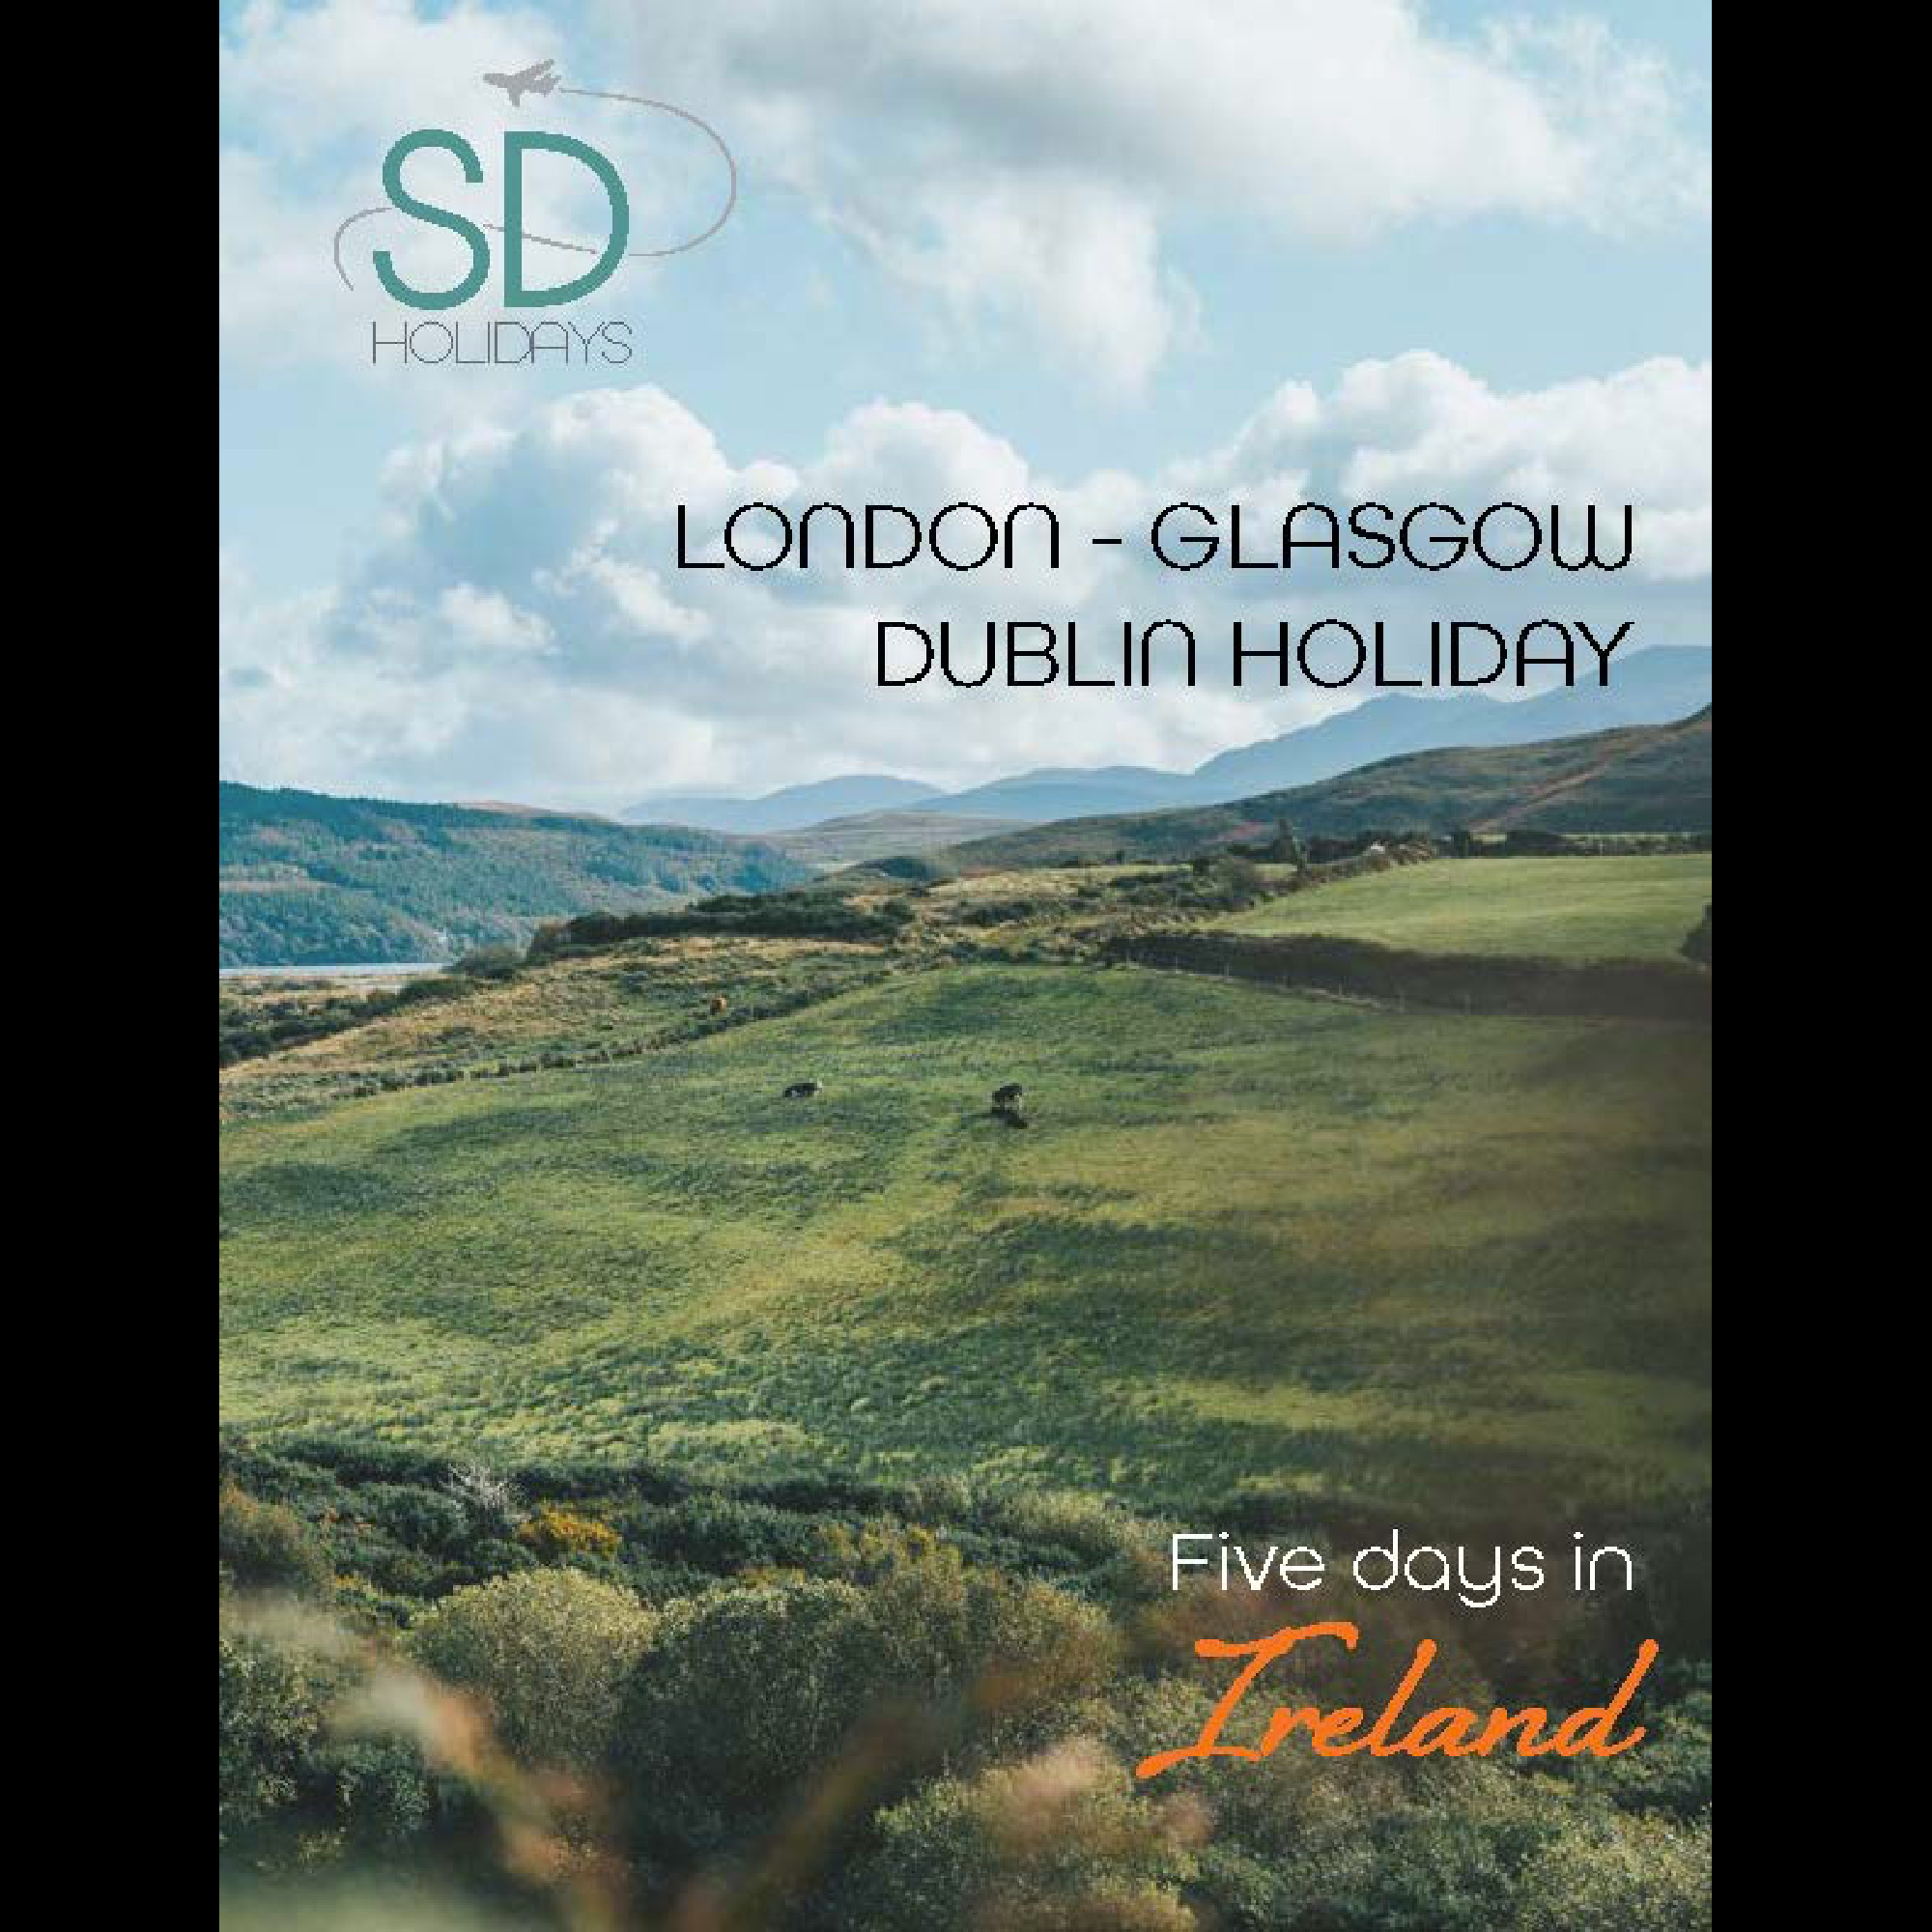 SD
HOLIDAYS
LONDON - GLASGOW
DUBLIN HOLIDAY
Five days in
Ireland